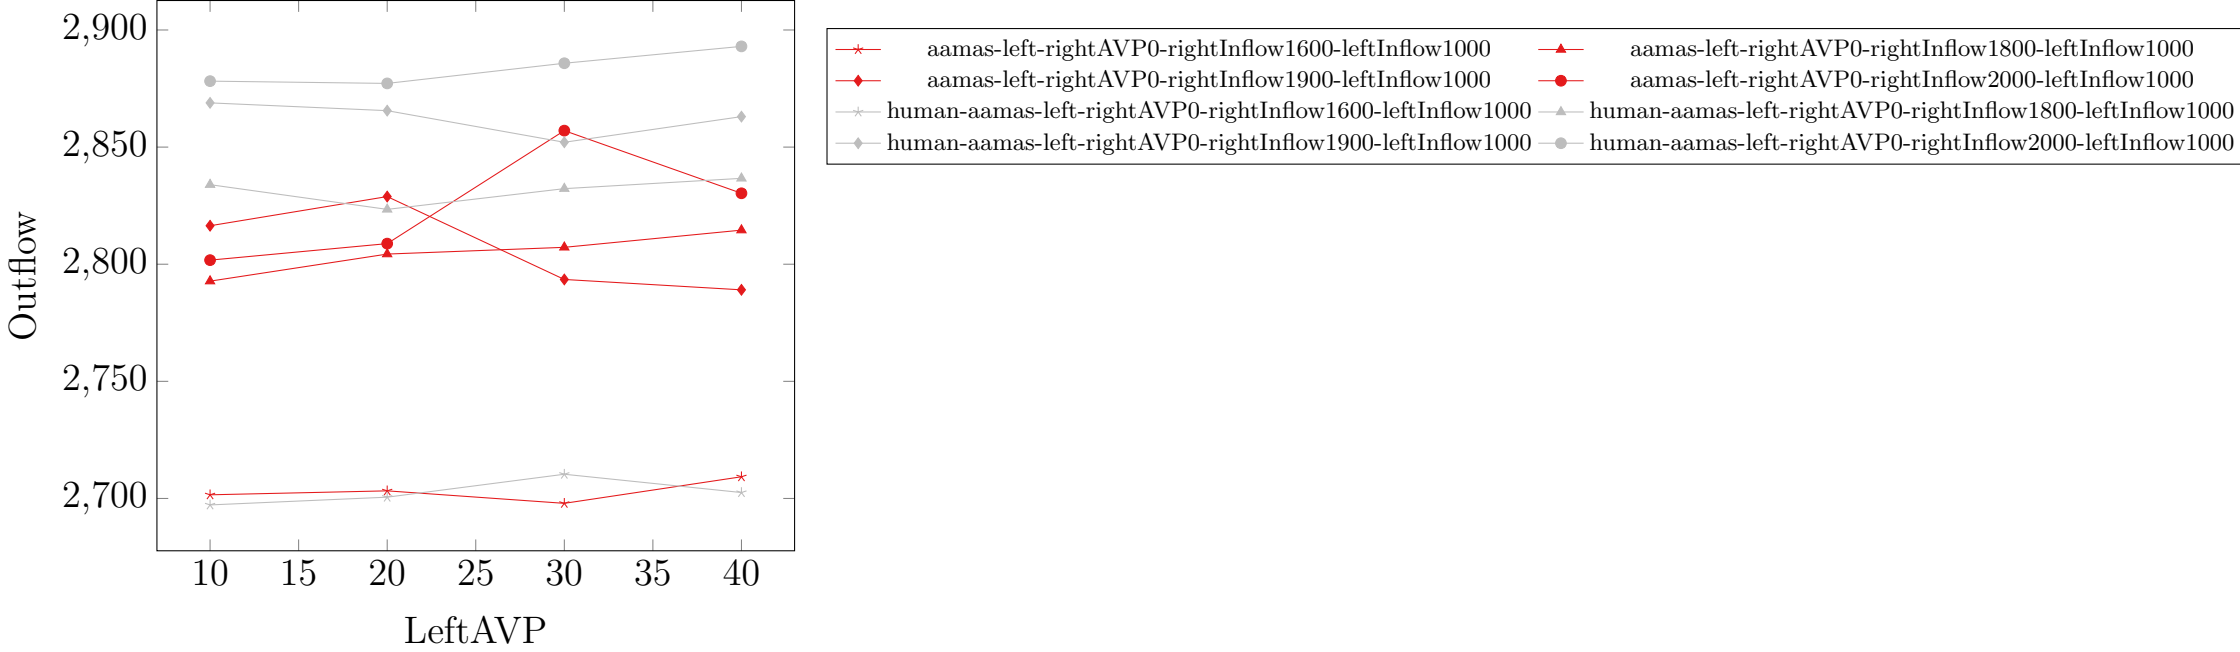 2,900
2,850
2,800
2,750
2,700
Outflow
10 15 20 25 30 35 40
LeftAVP
aamas-left-rightAVP0-rightInflow1600-leftInflow1000 aamas-left-rightAVP0-rightInflow1800-leftInflow1000
aamas-left-rightAVP0-rightInflow1900-leftInflow1000 aamas-left-rightAVP0-rightInflow2000-leftInflow1000
human-aamas-left-rightAVP0-rightInflow1600-leftInflow1000 human-aamas-left-rightAVP0-rightInflow1800-leftInflow1000
human-aamas-left-rightAVP0-rightInflow1900-leftInflow1000 human-aamas-left-rightAVP0-rightInflow2000-leftInflow1000